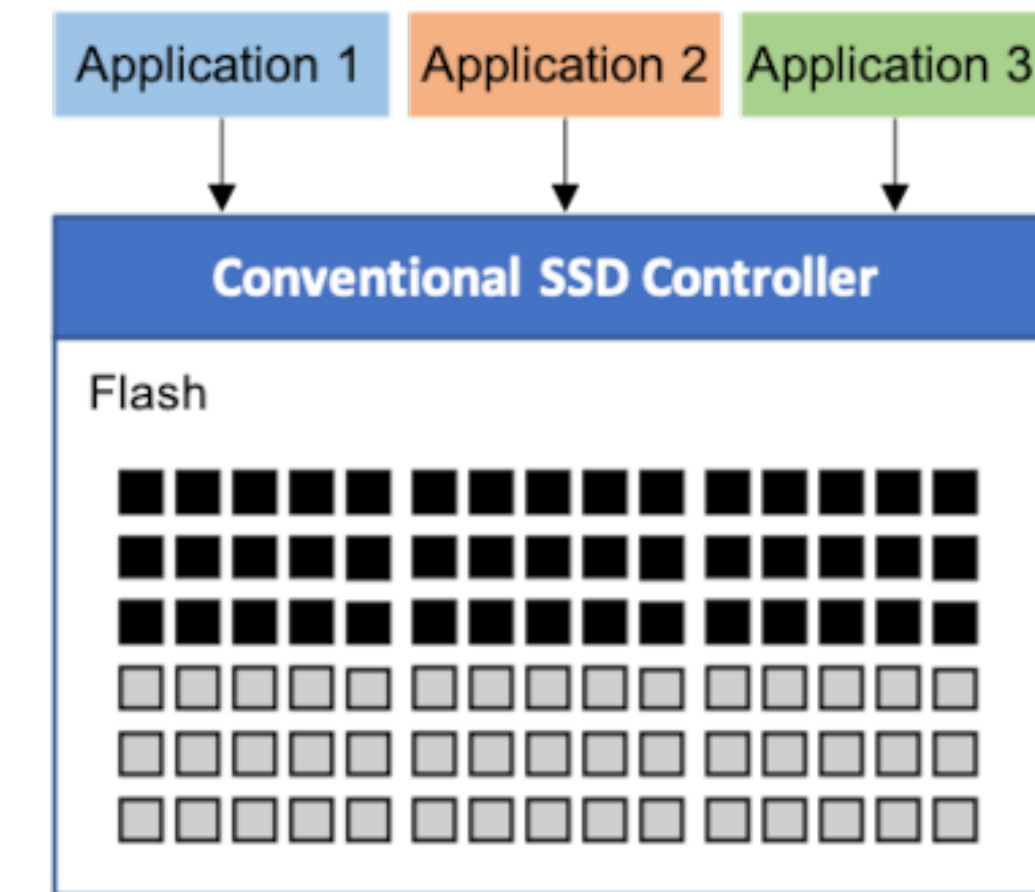 Application 1 Application 2 Application 3
Conventional SSD Controller
Flash